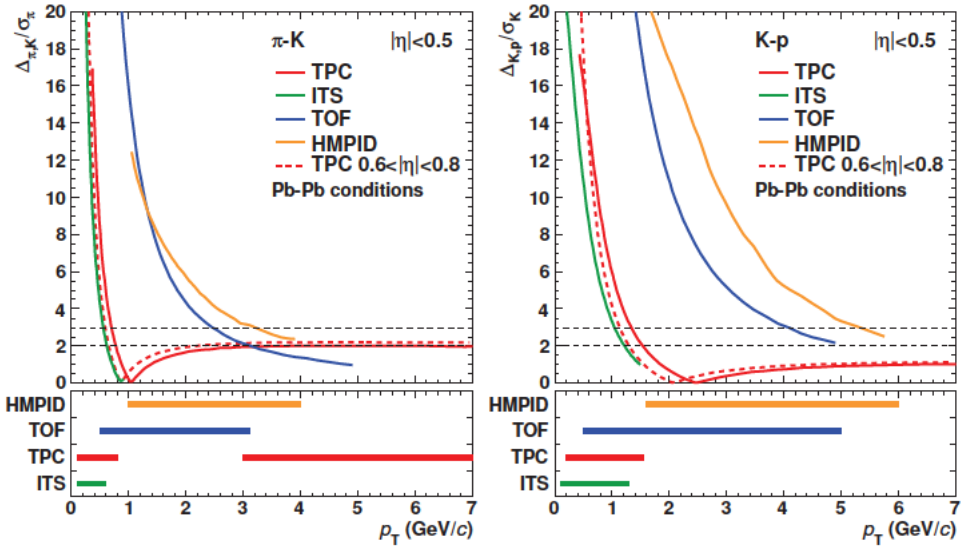 Δπ,K/σπ
20
18
16
14
12
10
8
6
4
2
0
π-K |η|<0.5
TPC
ITS
TOF
HMPID
TPC 0.6<|η|<0.8
Pb-Pb conditions
HMPID
TOF
TPC
ITS
0 1 2 3 4 5 6 7
pT (GeV/c)
ΔK,p/σK
20
18
16
14
12
10
8
6
4
2
0
K-p |η|<0.5
TPC
ITS
TOF
HMPID
TPC 0.6<|η|<0.8
Pb-Pb conditions
HMPID
TOF
TPC
ITS
0 1 2 3 4 5 6 7
pT (GeV/c)